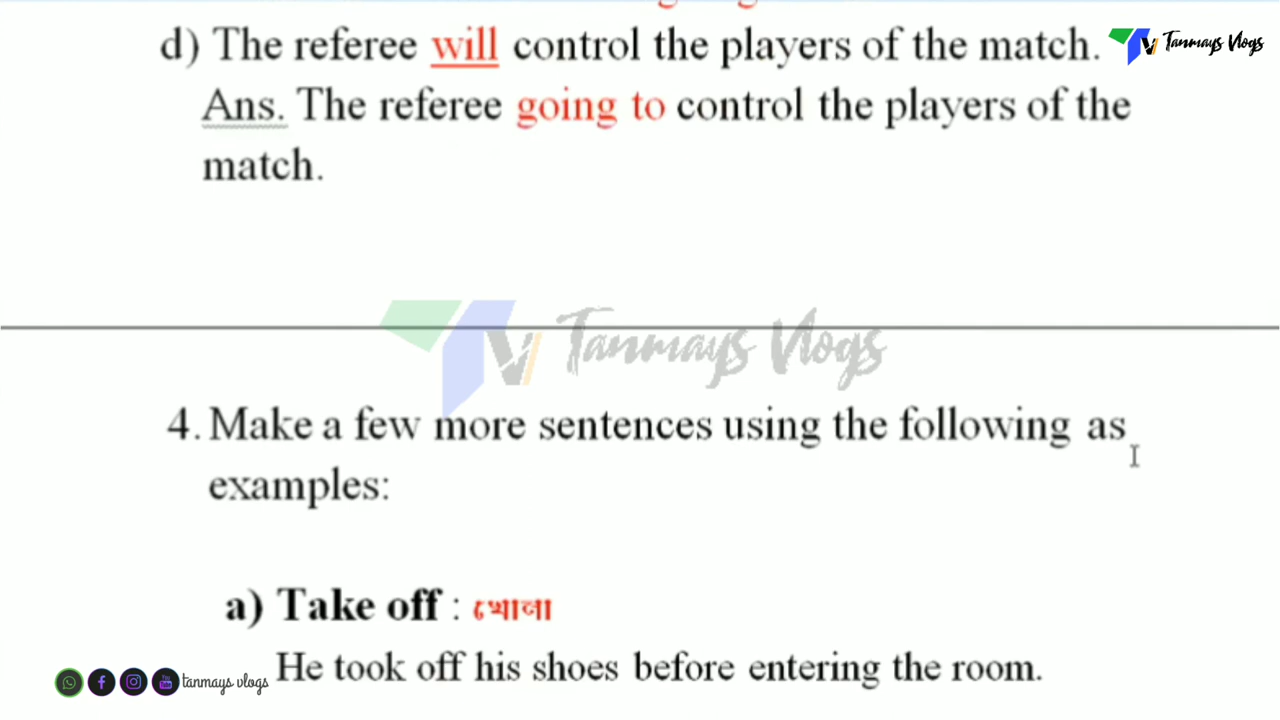 d) The referee will control the players of the match.
Tanmays Vlogs
Ans. The referee going to control the players of the
match.
Tanmays Vlogs
4. Make a few more sentences using the following as
examples:
a) Take off : খোলা
He took off his shoes before entering the room.
tanmays vlogs